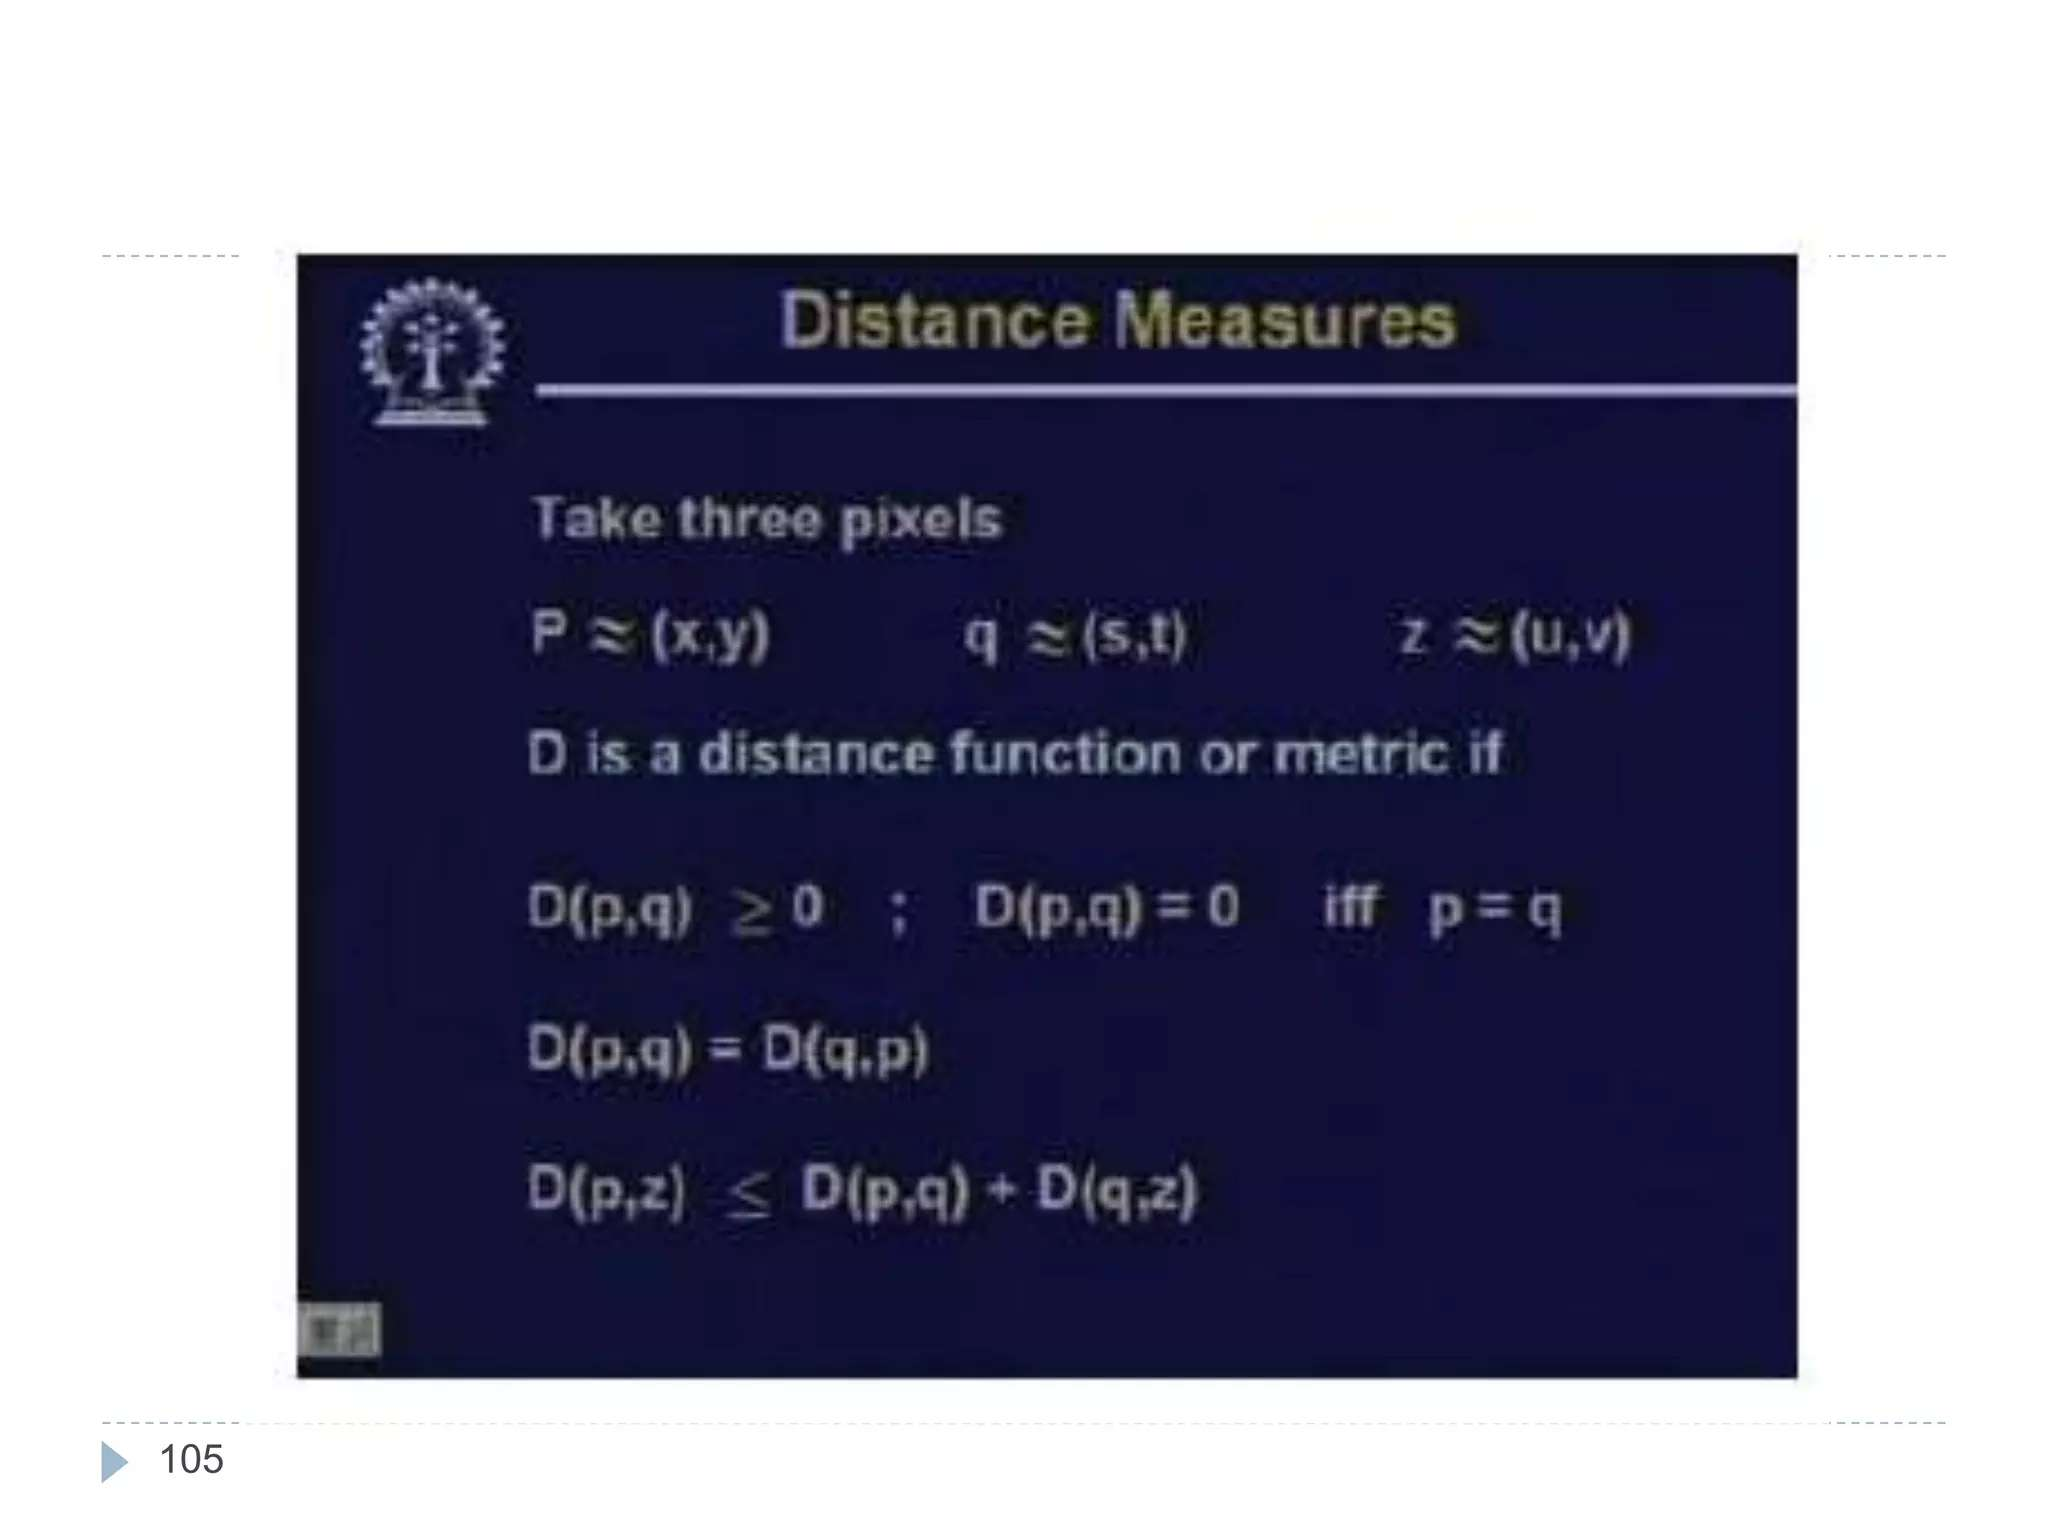 Distance Measures
Take three pixels
P ≈ (x,y) q ≈ (s,t) z ≈ (u,v)
D is a distance function or metric if
D(p,q) ≥ 0 ; D(p,q) = 0 iff p = q
D(p,q) = D(q,p)
D(p,z) ≤ D(p,q) + D(q,z)
105